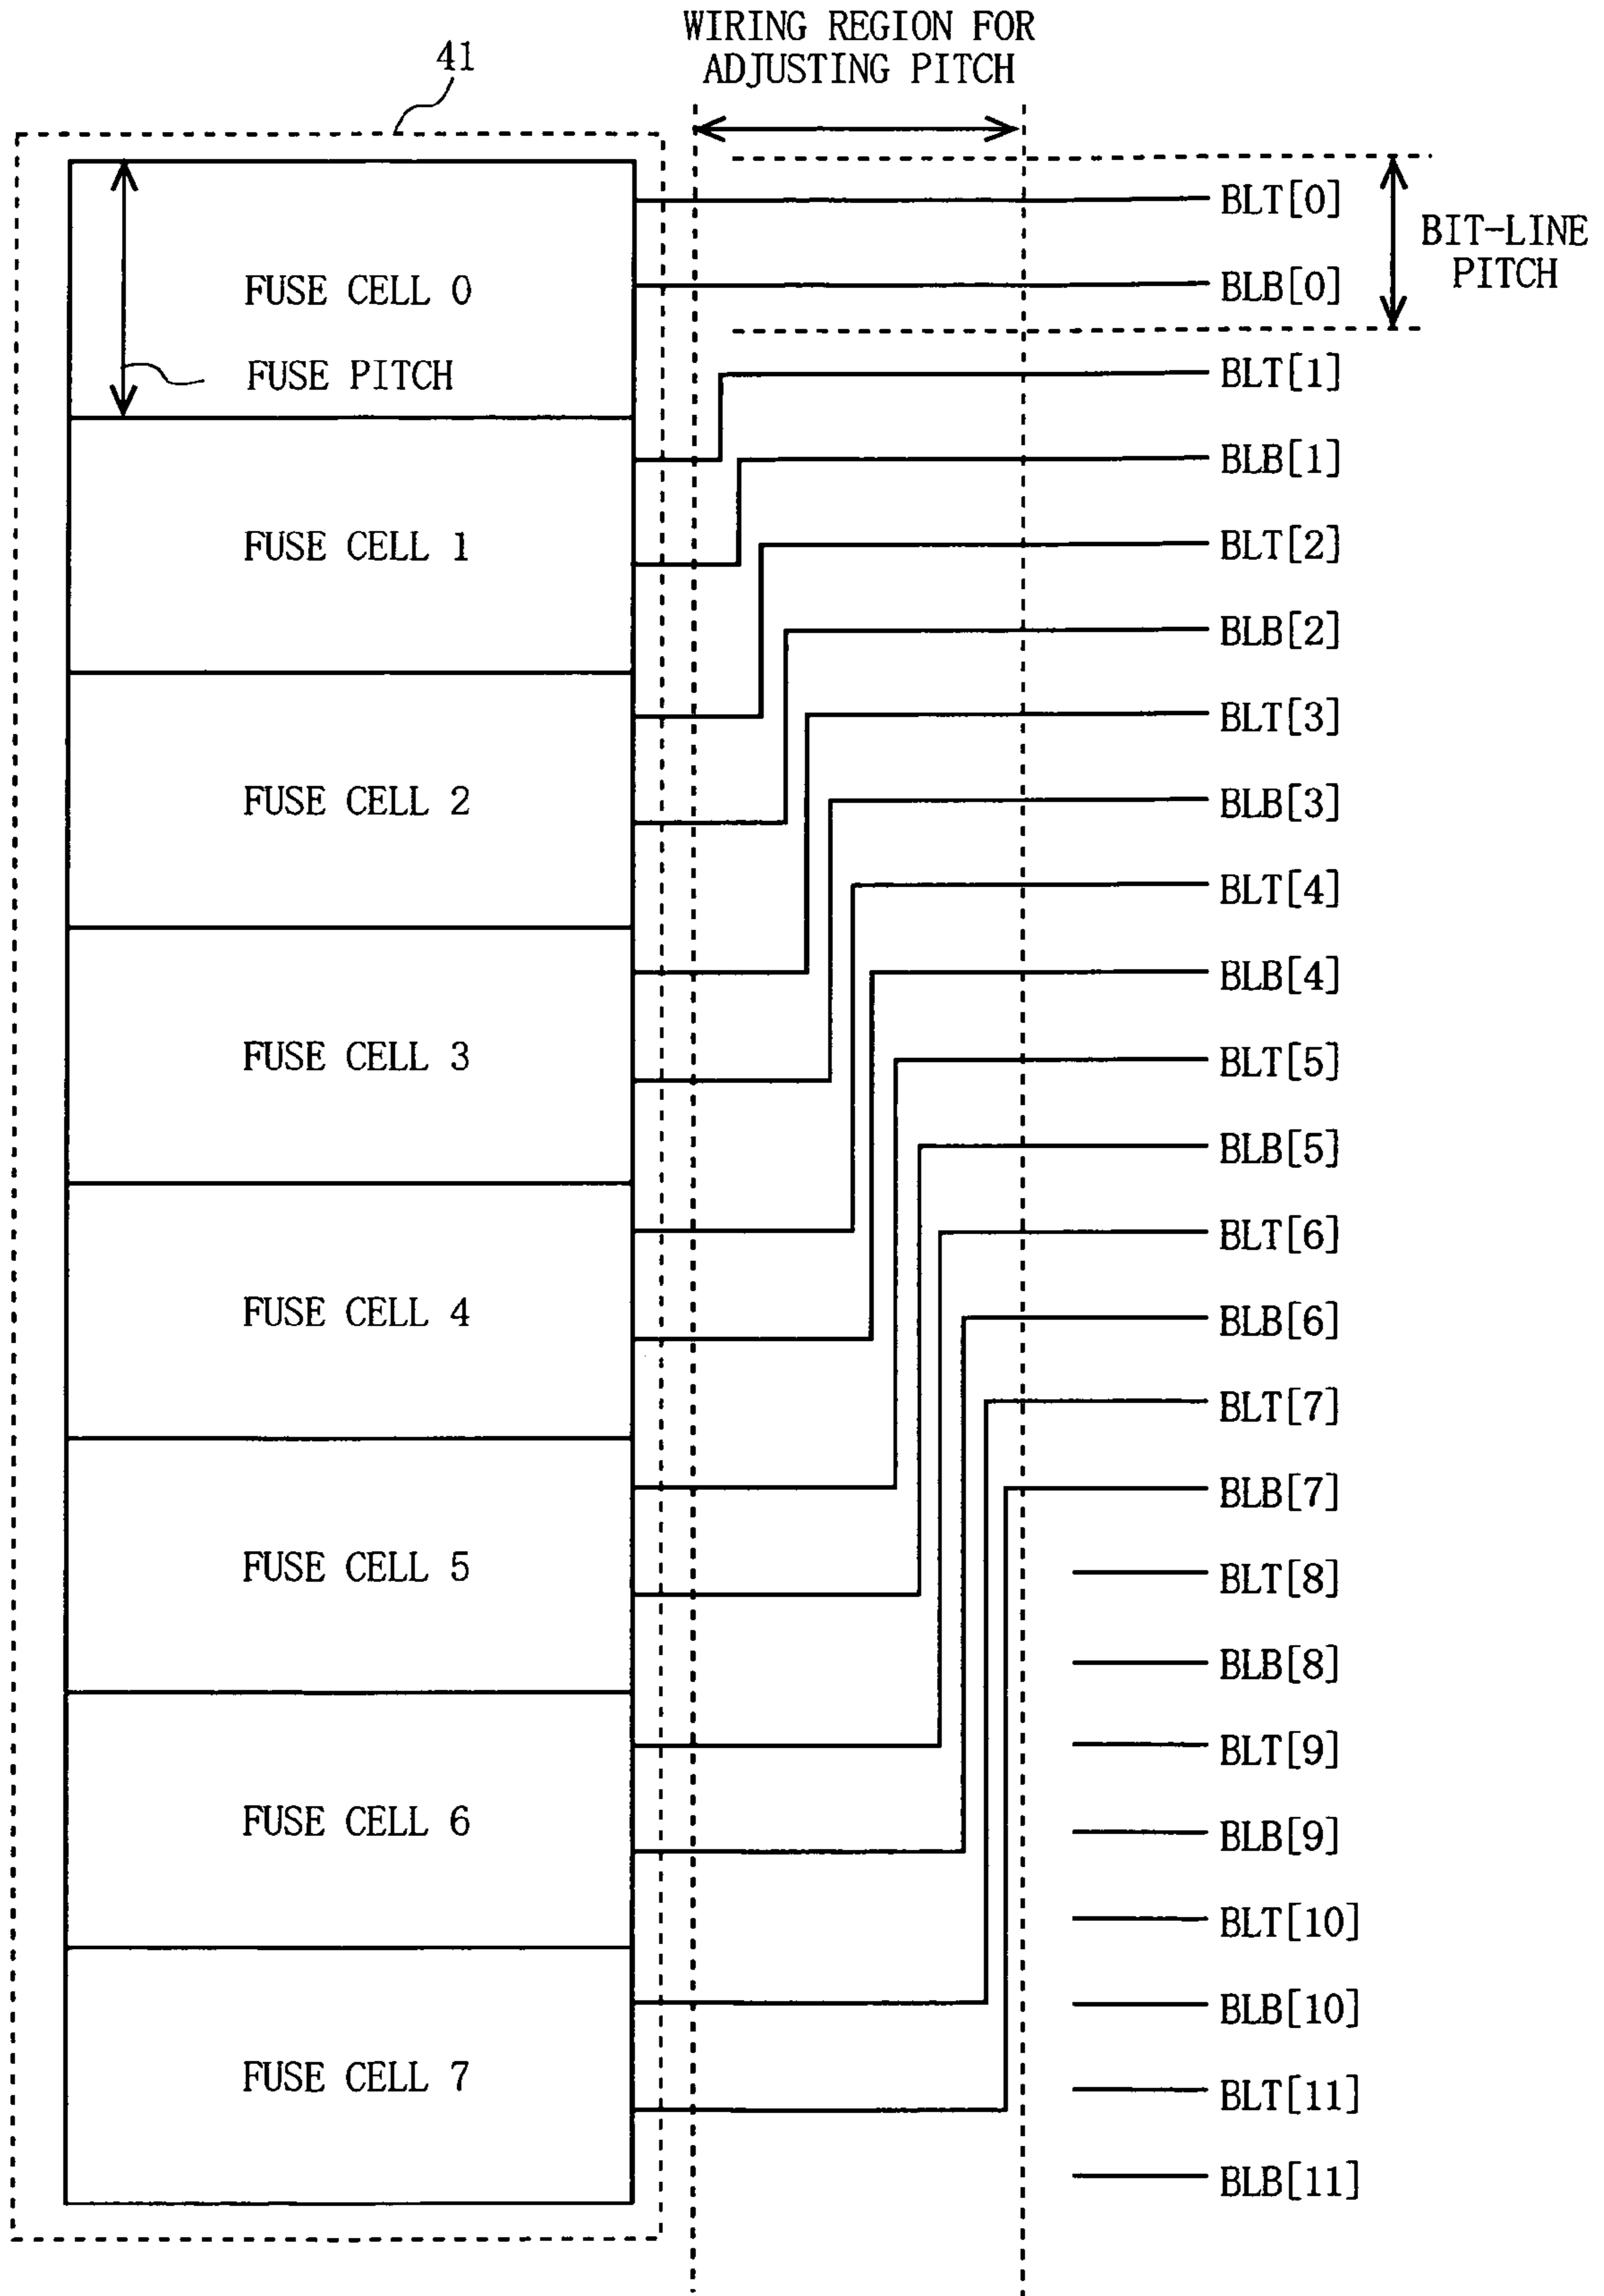 WIRING REGION FOR
ADJUSTING PITCH
41
BLT[0]
BIT-LINE
PITCH
FUSE CELL 0
BLB[0]
FUSE PITCH
BLT[1]
BLB[1]
FUSE CELL 1
BLT[2]
BLB[2]
BLT[3]
FUSE CELL 2
BLB[3]
BLT[4]
BLB[4]
FUSE CELL 3
BLT[5]
BLB[5]
BLT[6]
FUSE CELL 4
BLB[6]
BLT[7]
BLB[7]
FUSE CELL 5
BLT[8]
BLB[8]
BLT[9]
FUSE CELL 6
BLB[9]
BLT[10]
BLB[10]
FUSE CELL 7
BLT[11]
BLB[11]